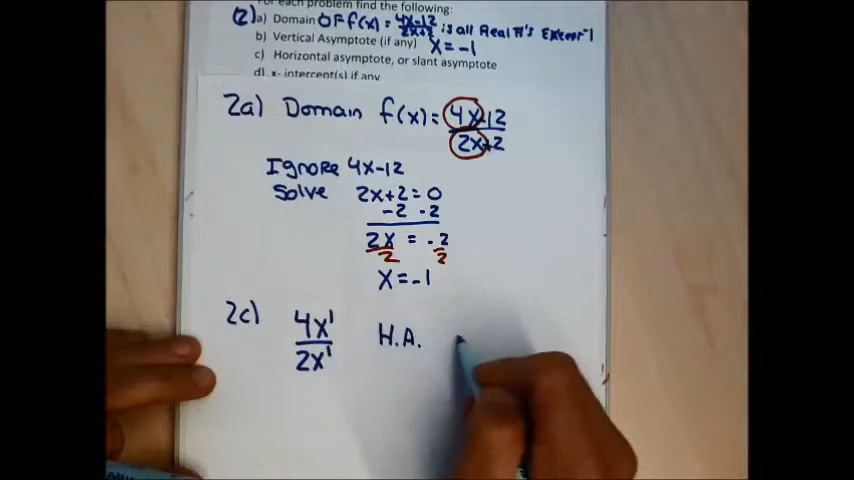 For each problem find the following:
(2) a) Domain OF f(x) = 4x-12 / 2x+2 is all Real #'s Except -1
b) Vertical Asymptote (if any) x = -1
c) Horizontal asymptote, or slant asymptote
d) x- intercept(s) if any
2a) Domain f(x) = 4x-12 / 2x+2
Ignore 4x-12
Solve 2x+2=0
-2 -2
2x = -2
2 2
x = -1
2c) 4x¹ / 2x¹ H.A.